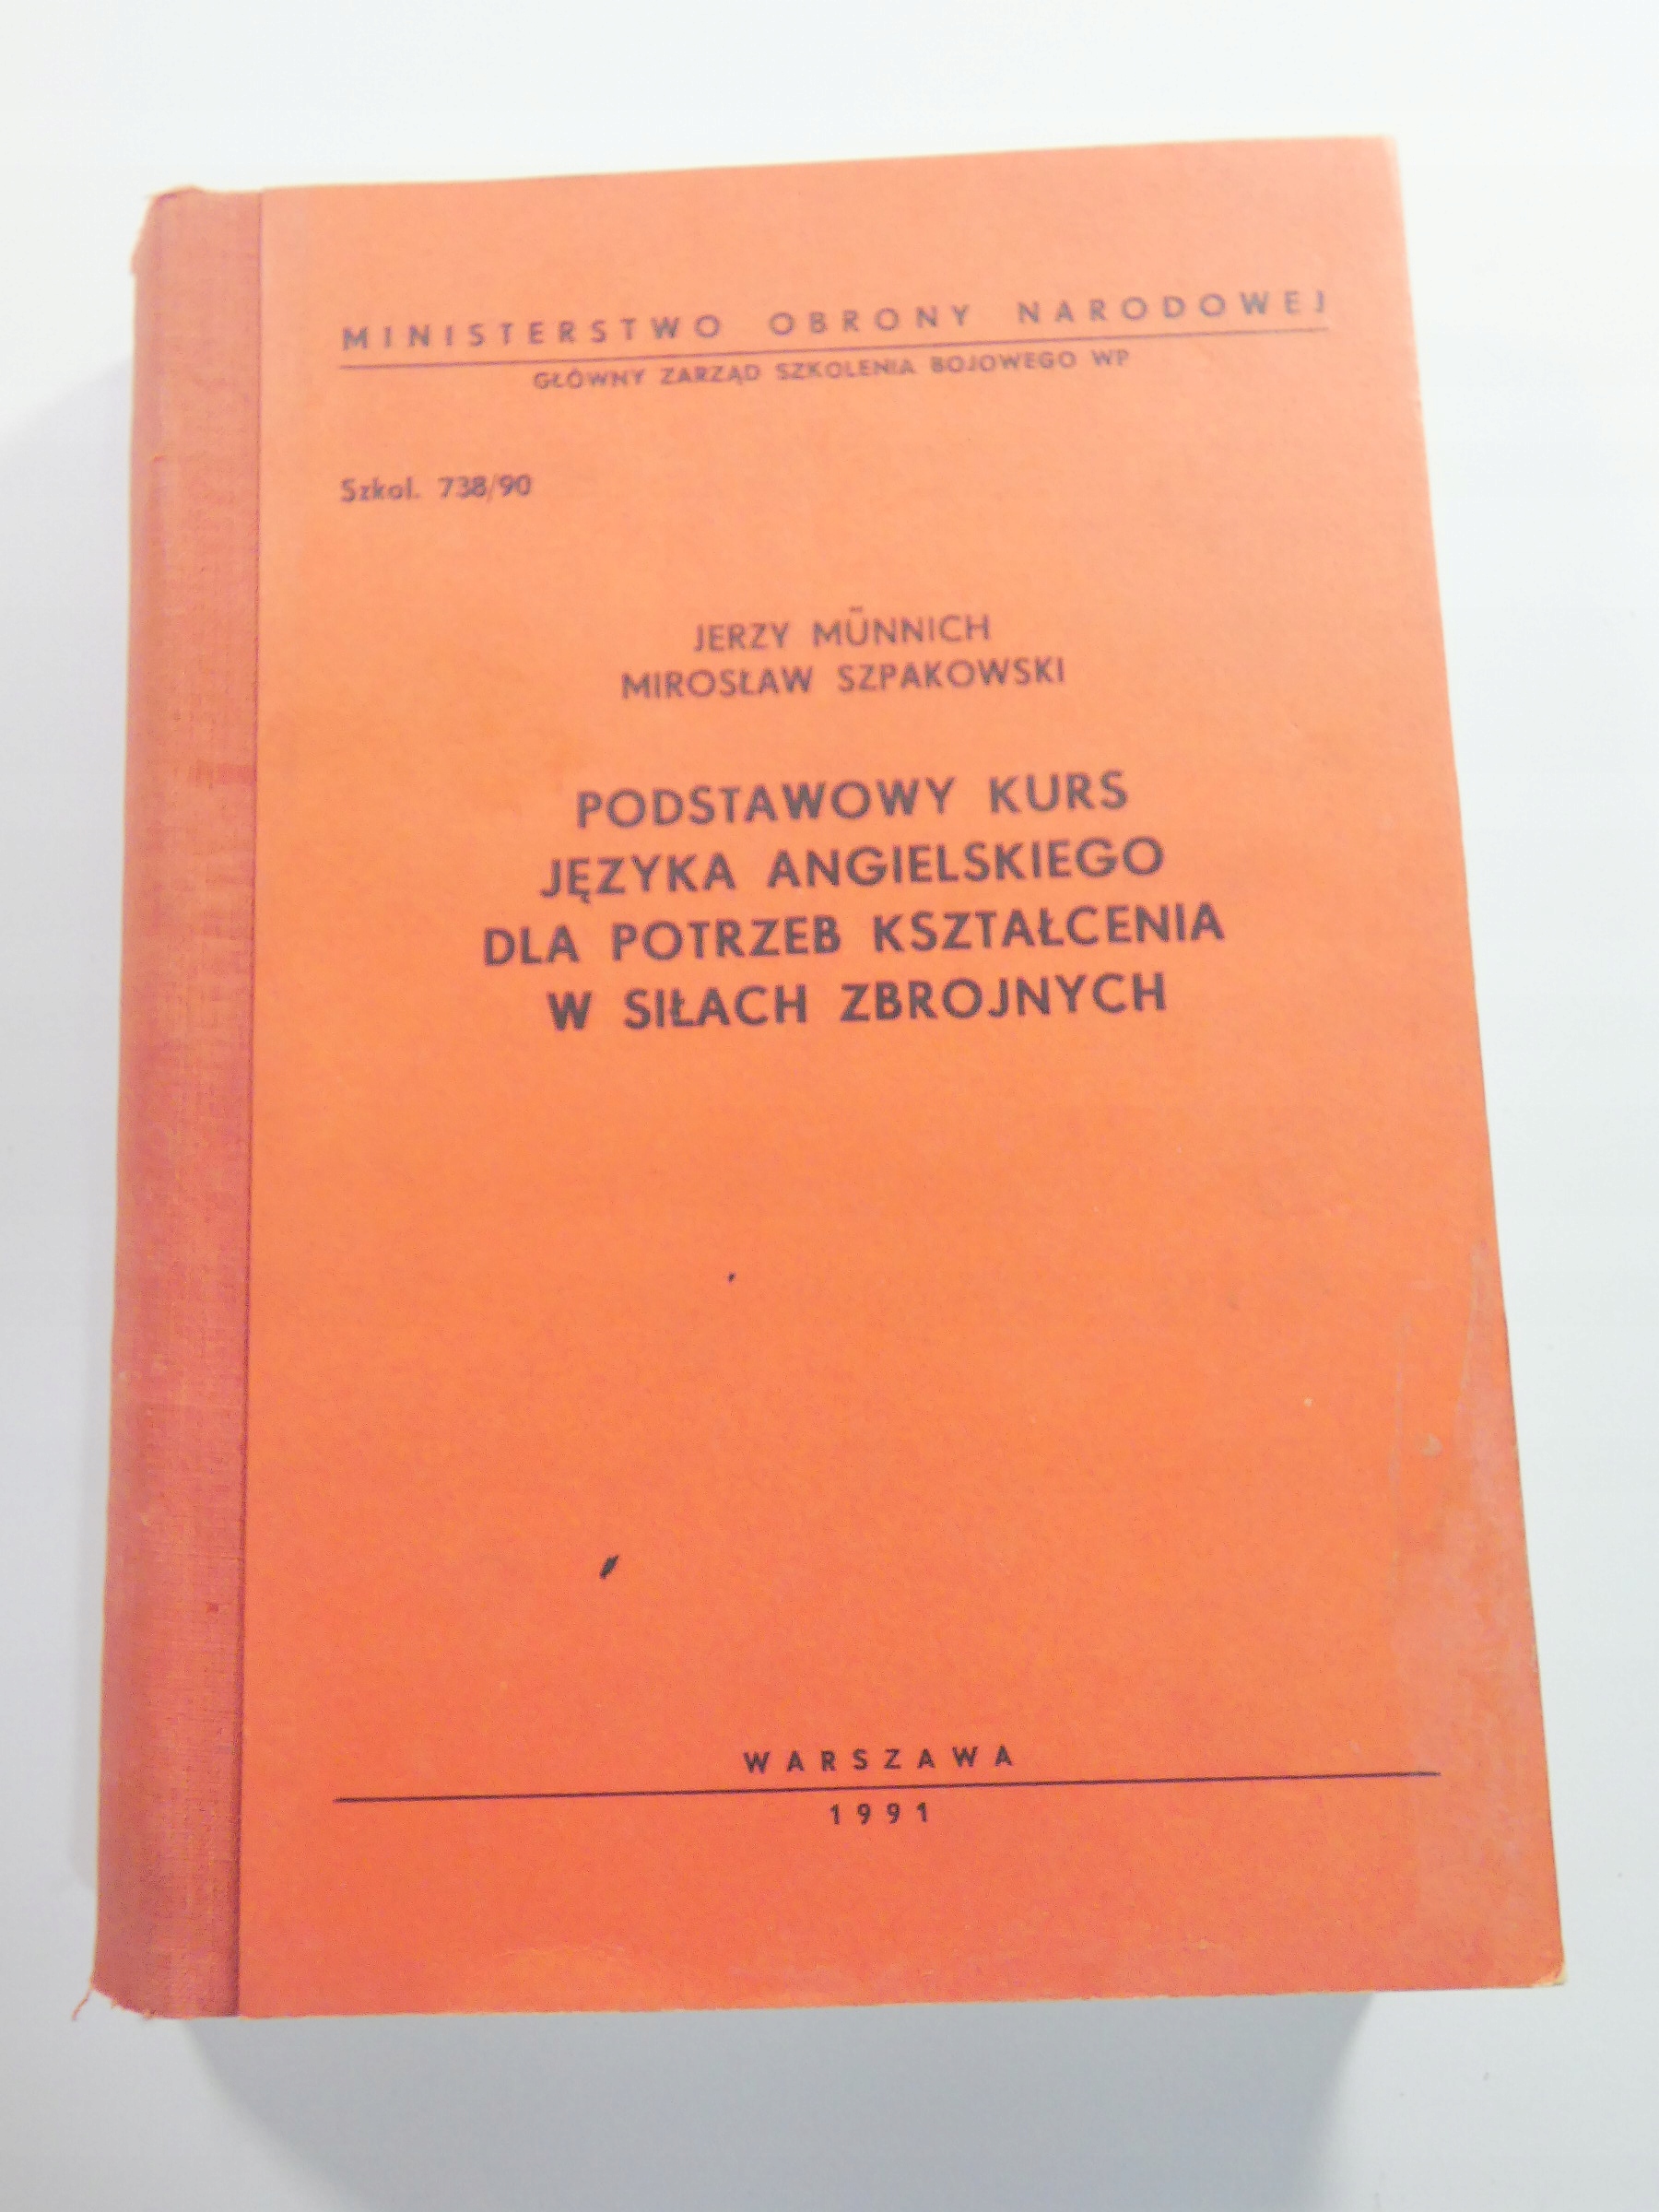 MINISTERSTWO OBRONY NARODOWEJ
GŁÓWNY ZARZĄD SZKOLENIA BOJOWEGO WP
Szkol. 738/90
JERZY MÜNNICH
MIROSŁAW SZPAKOWSKI
PODSTAWOWY KURS
JĘZYKA ANGIELSKIEGO
DLA POTRZEB KSZTAŁCENIA
W SIŁACH ZBROJNYCH
WARSZAWA
1991